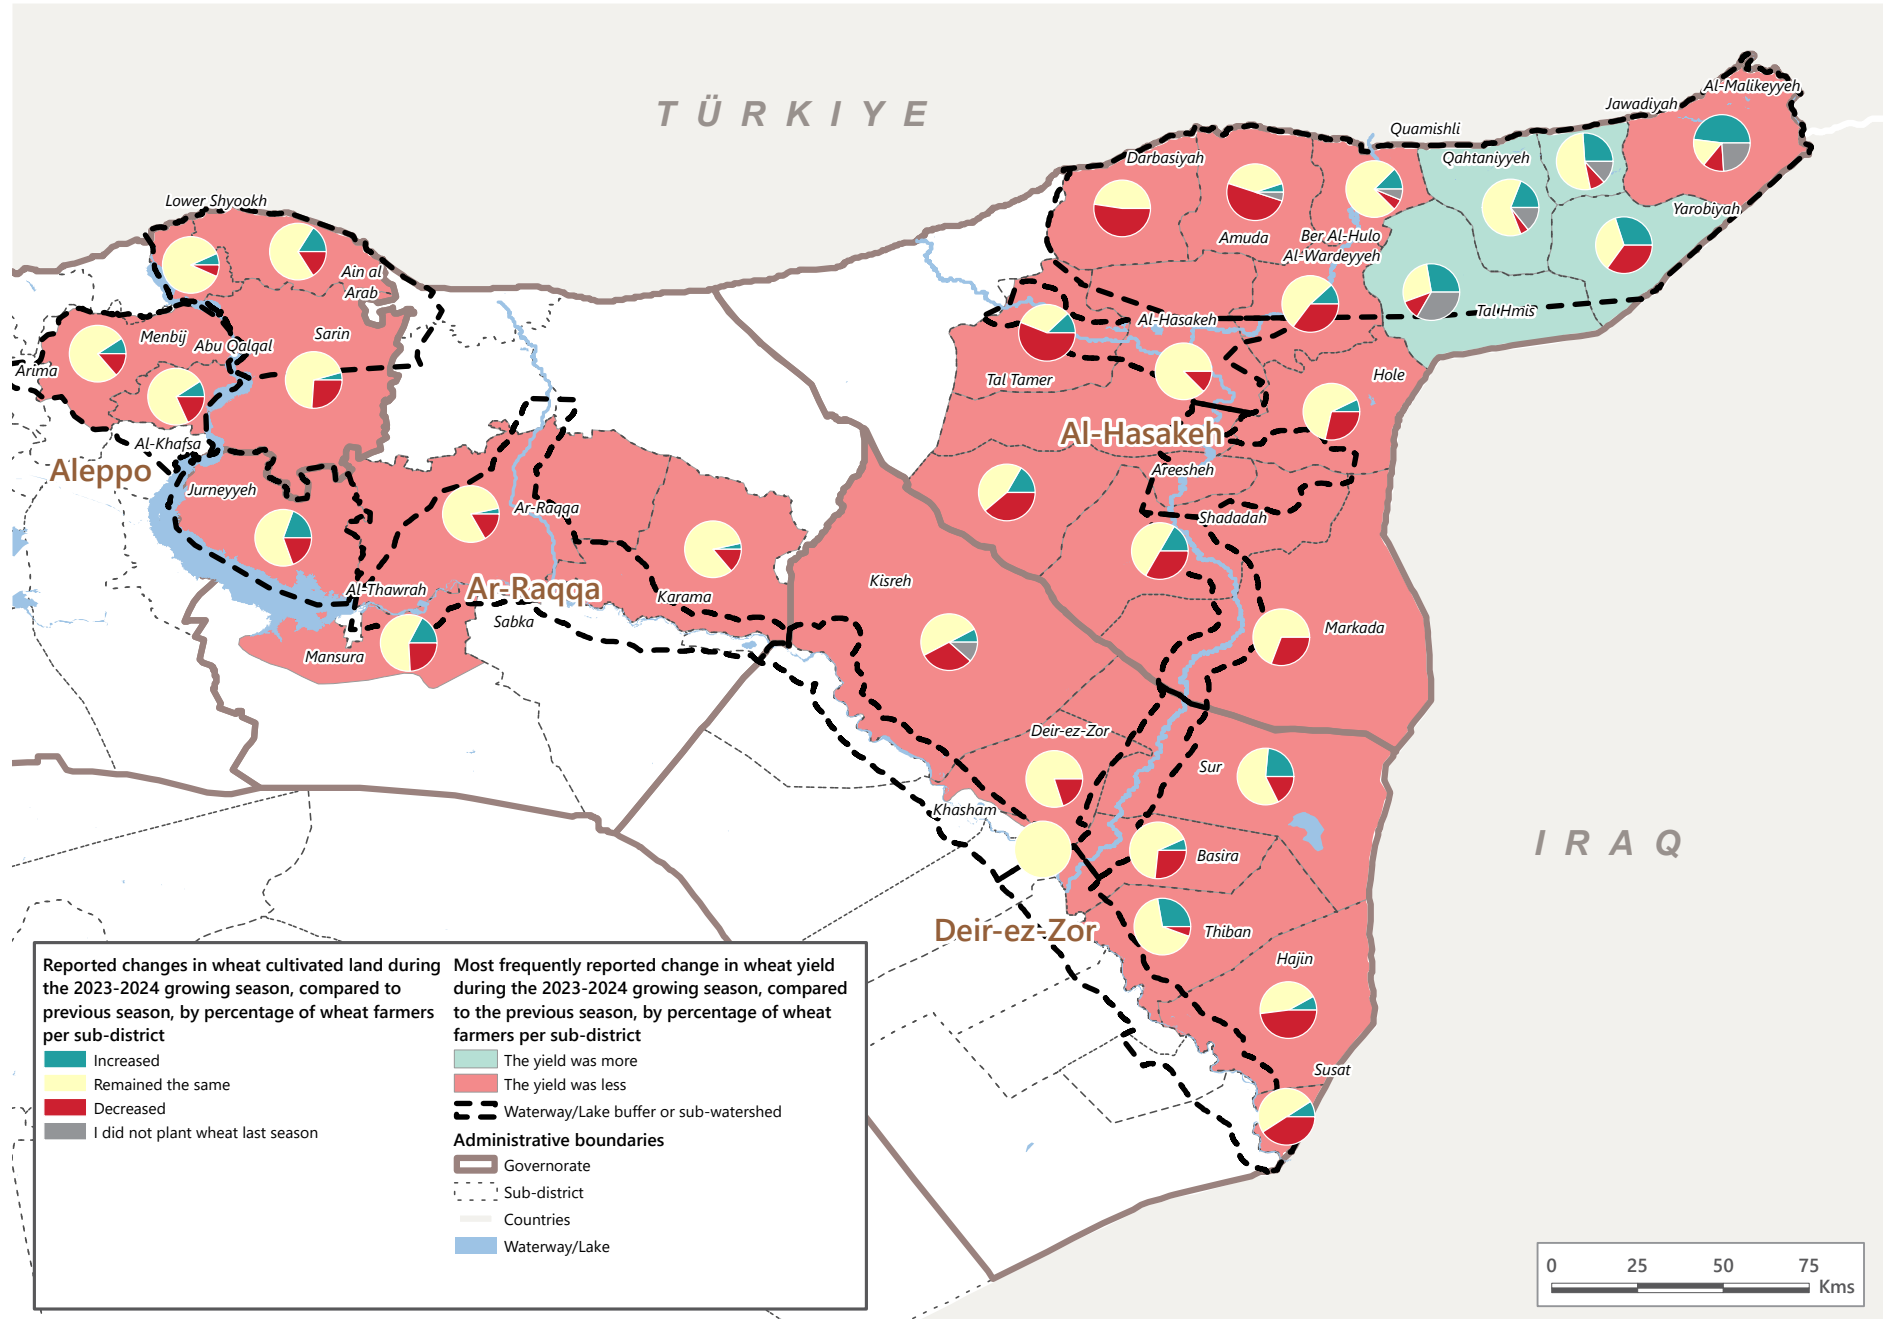 TÜRKIYE
Al-Malikeyyeh
Jawadiyah
Quamishli
Qahtaniyyeh
Darbasiyah
Yarobiyah
Lower Shyookh
Amuda
Ber Al-Hulo
Al-Wardeyyeh
Ain al
Arab
Tal Hmis
Al-Hasakeh
Menbij
Sarin
Abu Qalqal
Arima
Tal Tamer
Hole
Al-Hasakeh
Al-Khafsa
Aleppo
Areesheh
Jurneyyeh
Ar-Raqqa
Shadadah
Kisreh
Al-Thawrah
Ar-Raqqa
Karama
Sabka
Markada
Mansura
Deir-ez-Zor
Sur
Khasham
IRAQ
Basira
Deir-ez-Zor
Thiban
Hajin
Susat
Reported changes in wheat cultivated land during
the 2023-2024 growing season, compared to
previous season, by percentage of wheat farmers
per sub-district
Increased
Remained the same
Decreased
I did not plant wheat last season
Most frequently reported change in wheat yield
during the 2023-2024 growing season, compared
to the previous season, by percentage of wheat
farmers per sub-district
The yield was more
The yield was less
Waterway/Lake buffer or sub-watershed
Administrative boundaries
Governorate
Sub-district
Countries
Waterway/Lake
0 25 50 75
Kms